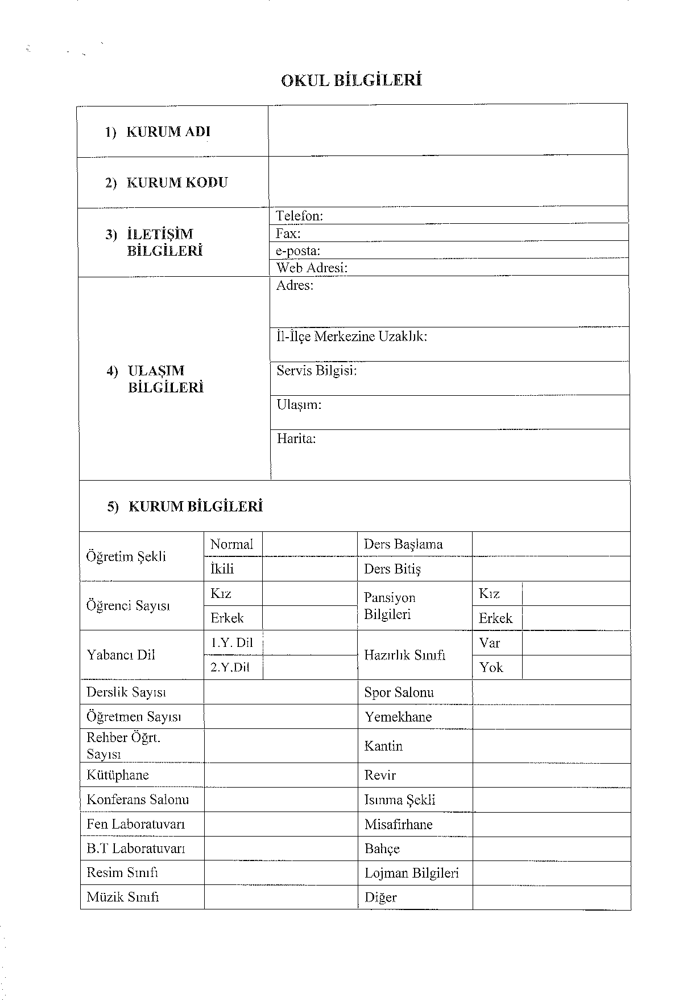 OKUL BİLGİLERİ
1) KURUM ADI
2) KURUM KODU
3) İLETİŞİM
BİLGİLERİ
Telefon:
Fax:
e-posta:
Web Adresi:
4) ULAŞIM
BİLGİLERİ
Adres:
İl-İlçe Merkezine Uzaklık:
Servis Bilgisi:
Ulaşım:
Harita:
5) KURUM BİLGİLERİ
Öğretim Şekli
Normal
Ders Başlama
İkili
Ders Bitiş
Öğrenci Sayısı
Kız
Erkek
Pansiyon
Bilgileri
Kız
Erkek
Yabancı Dil
1.Y. Dil
2.Y.Dil
Hazırlık Sınıfı
Var
Yok
Derslik Sayısı
Spor Salonu
Öğretmen Sayısı
Yemekhane
Rehber Öğrt.
Sayısı
Kantin
Kütüphane
Revir
Konferans Salonu
Isınma Şekli
Fen Laboratuvarı
Misafirhane
B.T Laboratuvarı
Bahçe
Resim Sınıfı
Lojman Bilgileri
Müzik Sınıfı
Diğer